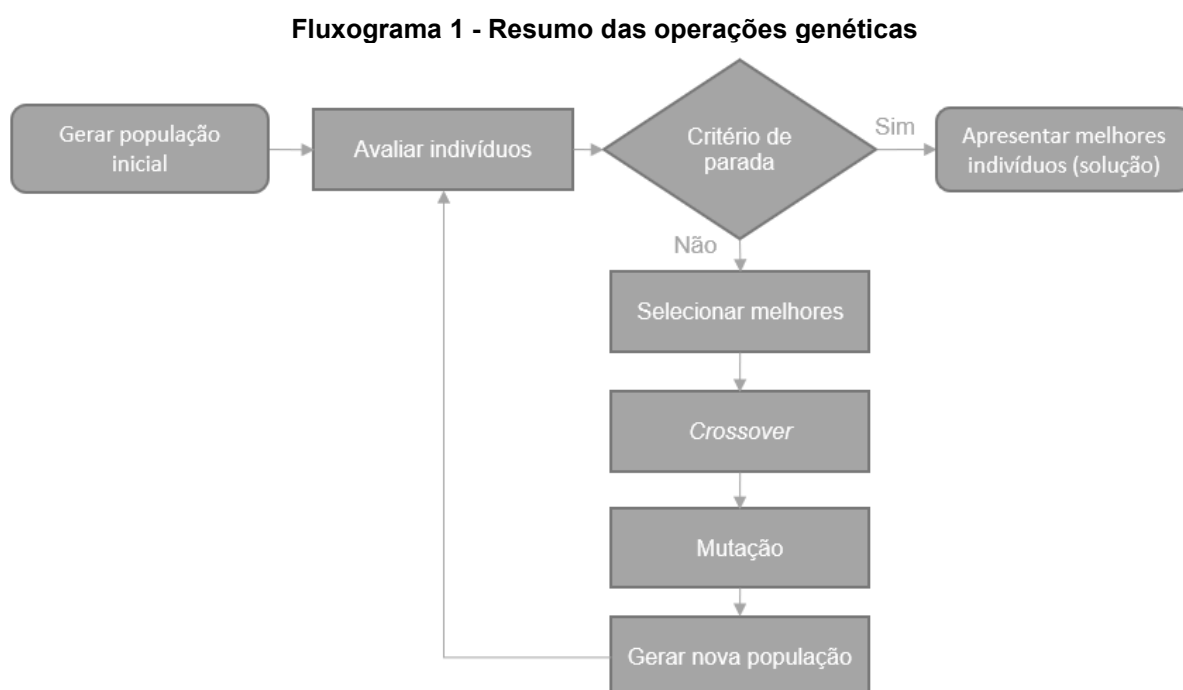 Fluxograma 1 - Resumo das operações genéticas
Gerar população
inicial
Avaliar indivíduos
Critério de
parada
Sim
Apresentar melhores
indivíduos (solução)
Não
Selecionar melhores
Crossover
Mutação
Gerar nova população